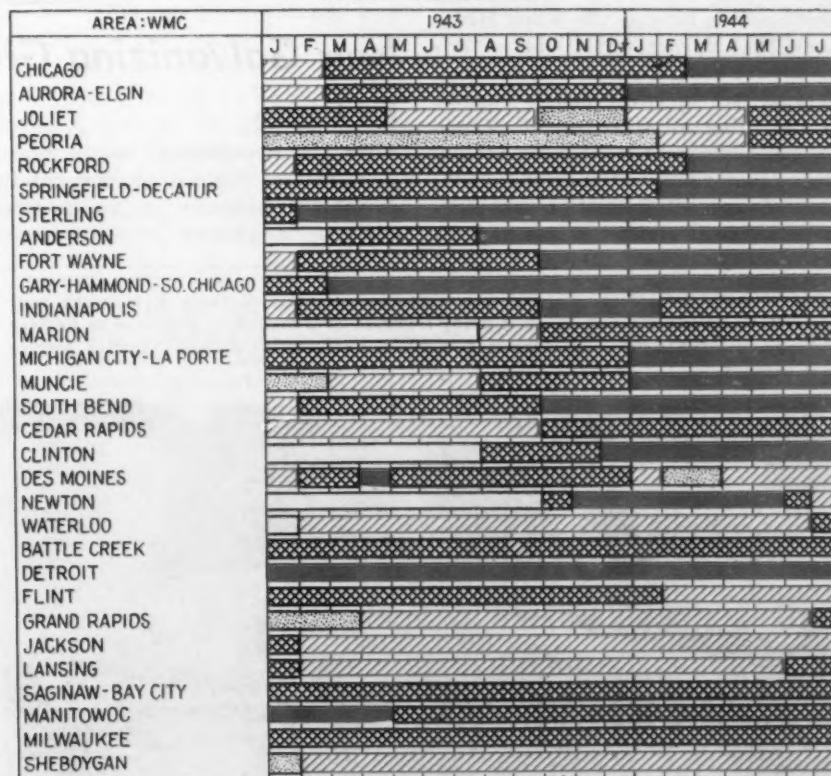 AREA:WMC 1943 1944
J F M A M J J A S O N D J F M A M J J
CHICAGO
AURORA-ELGIN
JOLIET
PEORIA
ROCKFORD
SPRINGFIELD-DECATUR
STERLING
ANDERSON
FORT WAYNE
GARY-HAMMOND-SO.CHICAGO
INDIANAPOLIS
MARION
MICHIGAN CITY-LA PORTE
MUNCIE
SOUTH BEND
CEDAR RAPIDS
CLINTON
DES MOINES
NEWTON
WATERLOO
BATTLE CREEK
DETROIT
FLINT
GRAND RAPIDS
JACKSON
LANSING
SAGINAW-BAY CITY
MANITOWOC
MILWAUKEE
SHEBOYGAN